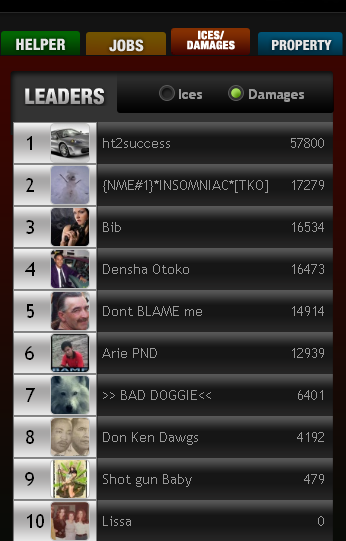 HELPER
JOBS
ICES/
DAMAGES
PROPERTY
LEADERS
Ices
Damages
1 ht2success 57800
2 {NME#1}*INSOMNIAC*[TKO] 17279
3 Bib 16534
4 Densha Otoko 16473
5 Dont BLAME me 14914
6 Arie PND 12939
7 >> BAD DOGGIE<< 6401
8 Don Ken Dawgs 4192
9 Shot gun Baby 479
10 Lissa 0